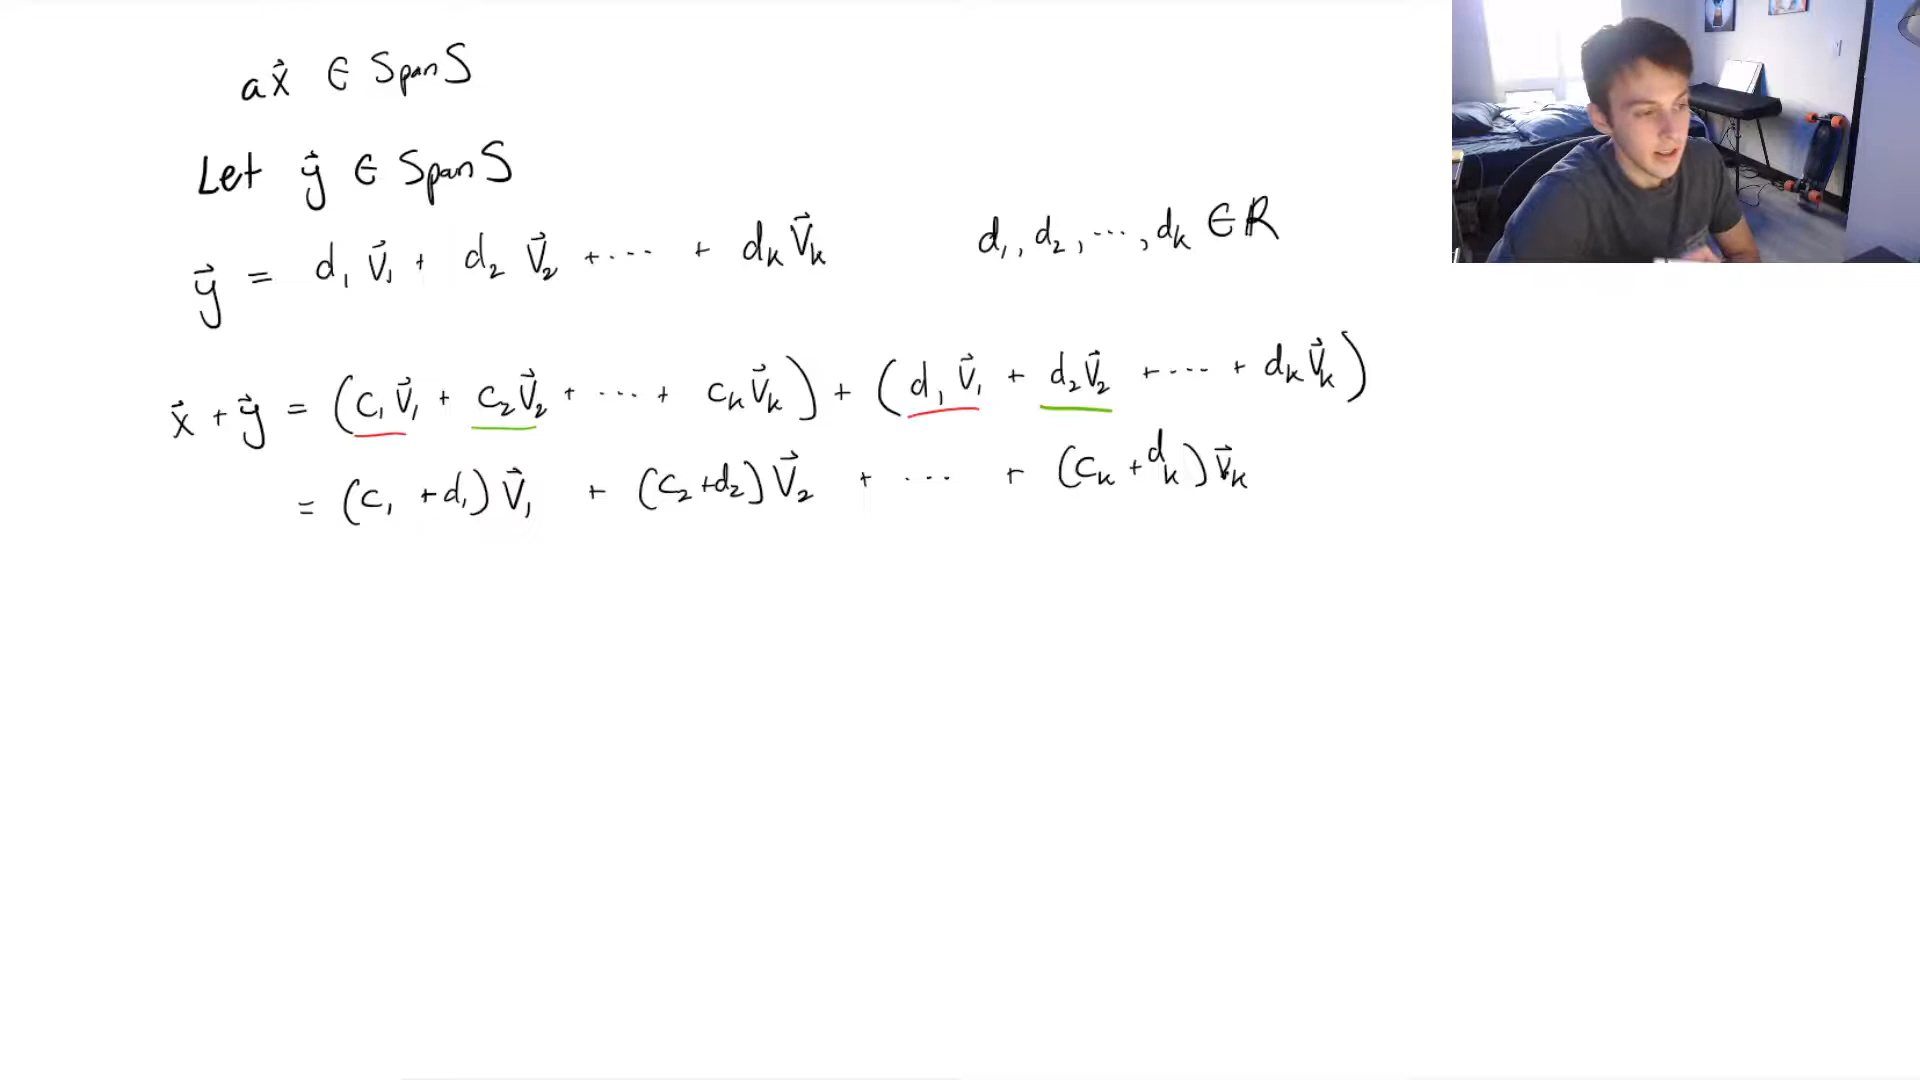 a x⃗ ∈ Span S
Let y⃗ ∈ Span S
y⃗ = d₁ v⃗₁ + d₂ v⃗₂ + ··· + dₖ v⃗ₖ
d₁, d₂, ···, dₖ ∈ ℝ
x⃗ + y⃗ = (c₁ v⃗₁ + c₂ v⃗₂ + ··· + cₖ v⃗ₖ) + (d₁ v⃗₁ + d₂ v⃗₂ + ··· + dₖ v⃗ₖ)
= (c₁ + d₁) v⃗₁ + (c₂ + d₂) v⃗₂ + ··· + (cₖ + dₖ) v⃗ₖ